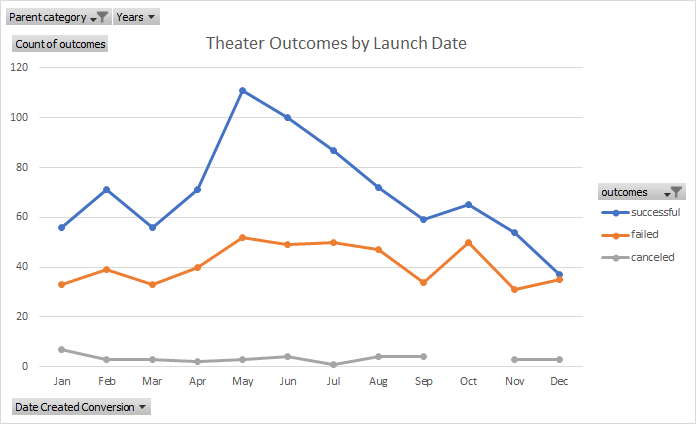 Parent category Years
Count of outcomes
Theater Outcomes by Launch Date
120
100
80
60
40
20
0
Jan Feb Mar Apr May Jun Jul Aug Sep Oct Nov Dec
outcomes
successful
failed
canceled
Date Created Conversion